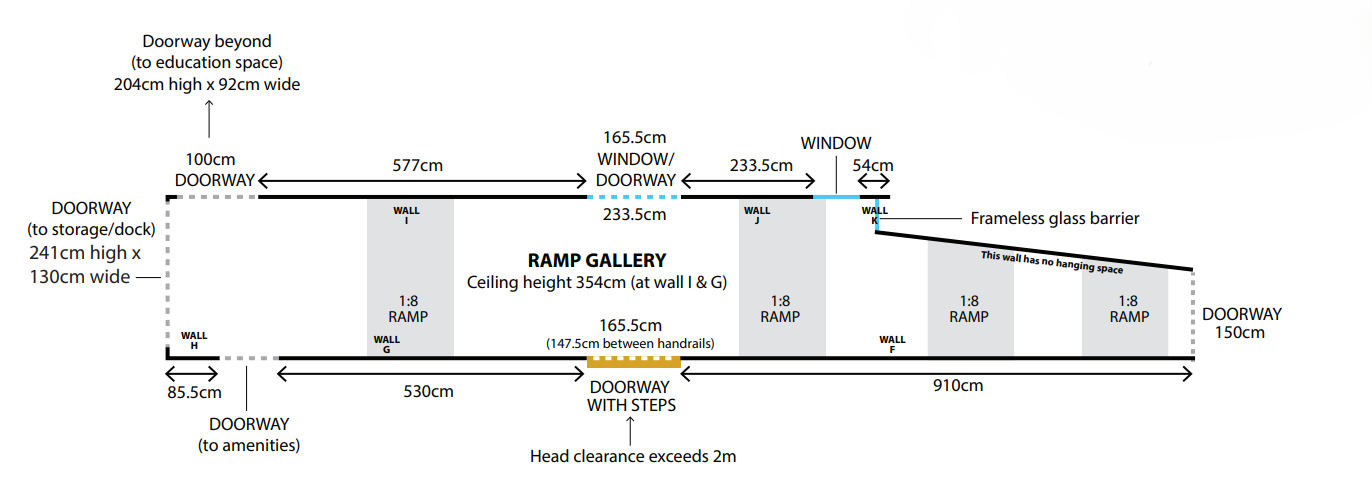 Doorway beyond
(to education space)
204cm high x 92cm wide
100cm
DOORWAY
577cm
165.5cm
WINDOW/
DOORWAY
233.5cm
233.5cm
WINDOW
54cm
DOORWAY
(to storage/dock)
241cm high x
130cm wide
WALL
I
WALL
J
WALL
K
Frameless glass barrier
RAMP GALLERY
Ceiling height 354cm (at wall I & G)
This wall has no hanging space
1:8
RAMP
1:8
RAMP
1:8
RAMP
1:8
RAMP
DOORWAY
150cm
165.5cm
(147.5cm between handrails)
WALL
H
WALL
G
WALL
F
85.5cm
530cm
DOORWAY
WITH STEPS
910cm
DOORWAY
(to amenities)
Head clearance exceeds 2m